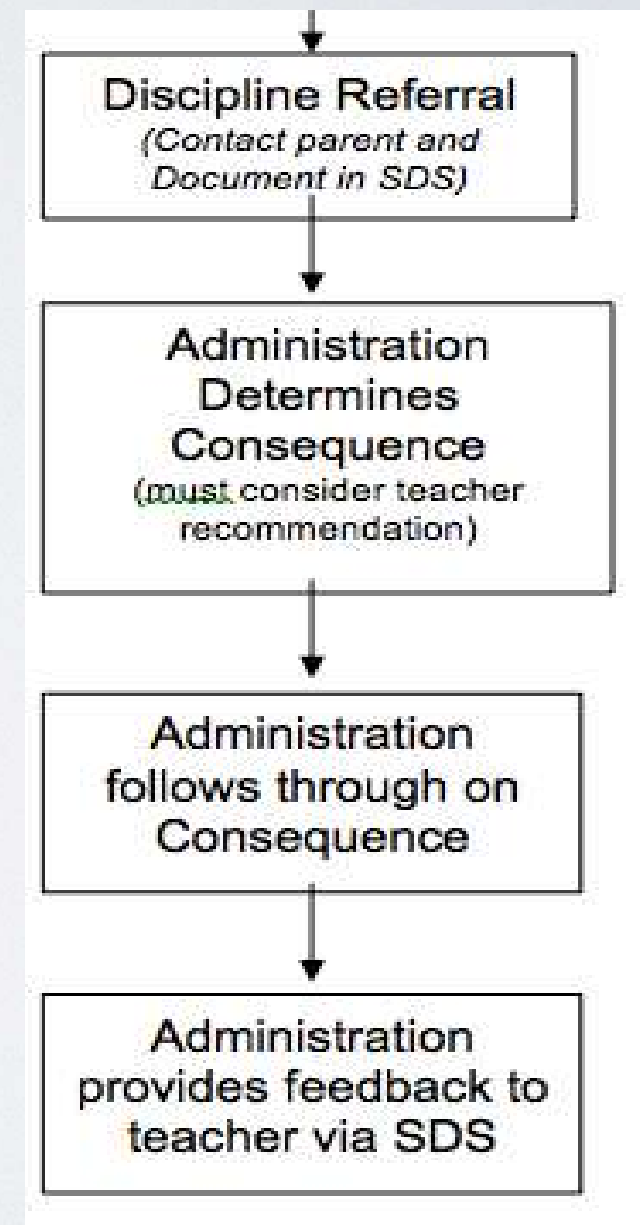 Discipline Referral
(Contact parent and
Document in SDS)
Administration
Determines
Consequence
(must consider teacher
recommendation)
Administration
follows through on
Consequence
Administration
provides feedback to
teacher via SDS